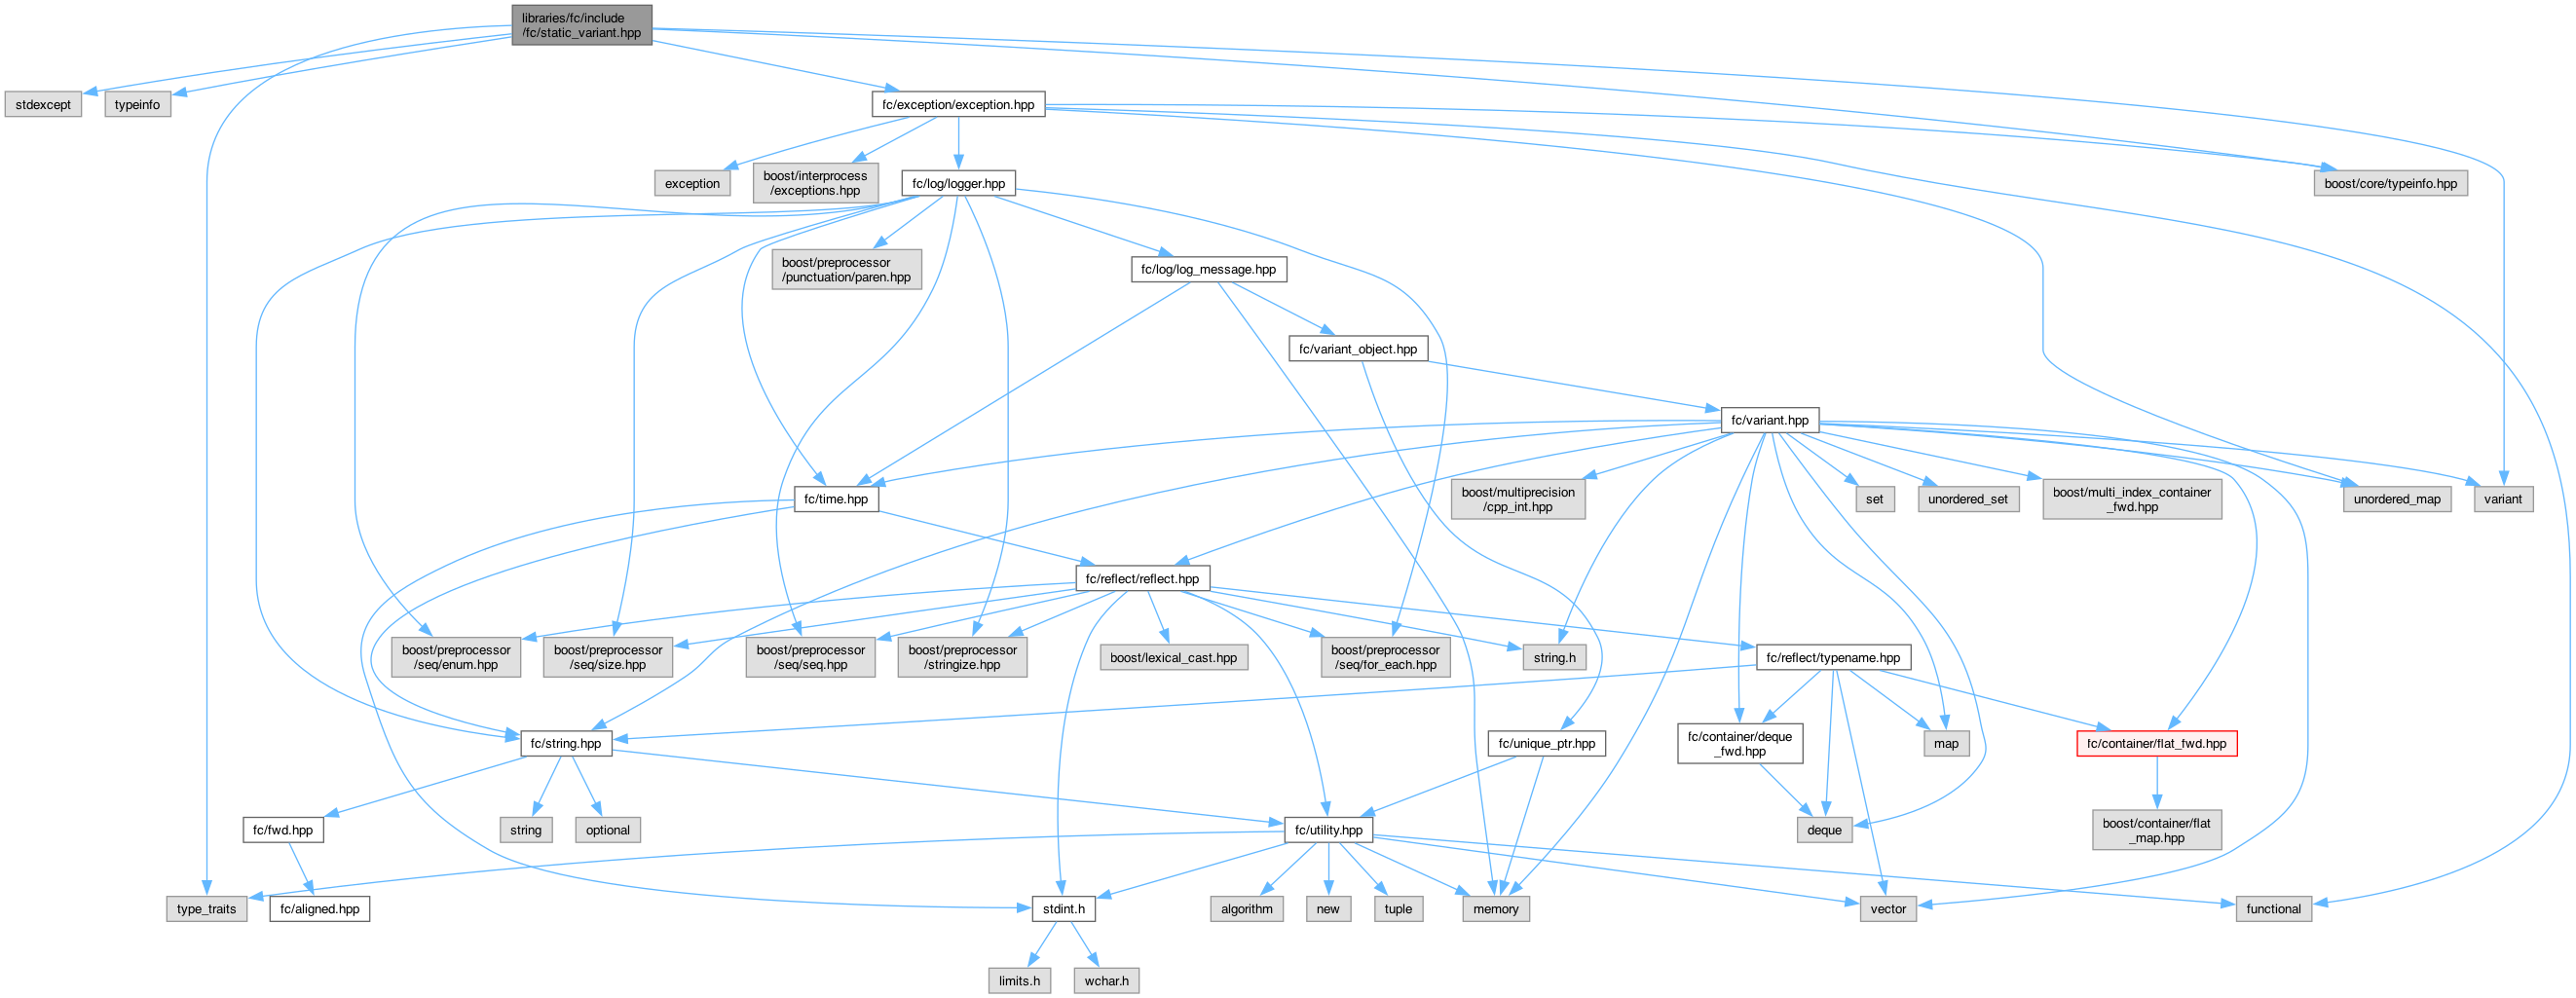 libraries/fc/include
/fc/static_variant.hpp
stdexcept
typeinfo
fc/exception/exception.hpp
exception
boost/interprocess
/exceptions.hpp
fc/log/logger.hpp
boost/core/typeinfo.hpp
boost/preprocessor
/punctuation/paren.hpp
fc/log/log_message.hpp
fc/variant_object.hpp
fc/variant.hpp
fc/time.hpp
boost/multiprecision
/cpp_int.hpp
set
unordered_set
boost/multi_index_container
_fwd.hpp
unordered_map
variant
fc/reflect/reflect.hpp
boost/preprocessor
/seq/enum.hpp
boost/preprocessor
/seq/size.hpp
boost/preprocessor
/seq/seq.hpp
boost/preprocessor
/stringize.hpp
boost/lexical_cast.hpp
boost/preprocessor
/seq/for_each.hpp
string.h
fc/reflect/typename.hpp
fc/string.hpp
fc/unique_ptr.hpp
fc/container/deque
_fwd.hpp
map
fc/container/flat_fwd.hpp
fc/fwd.hpp
string
optional
fc/utility.hpp
deque
boost/container/flat
_map.hpp
type_traits
fc/aligned.hpp
stdint.h
algorithm
new
tuple
memory
vector
functional
limits.h
wchar.h